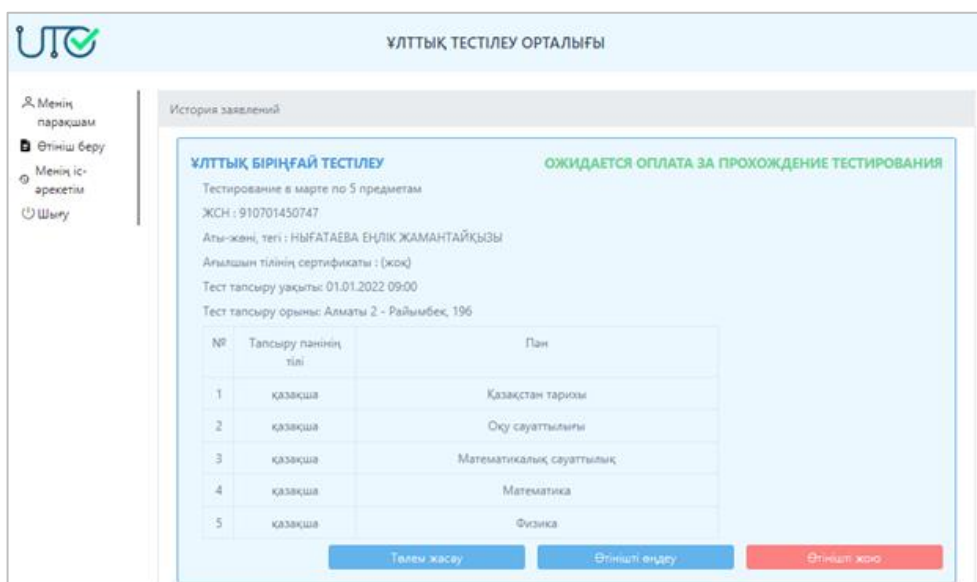 UTO
ҰЛТТЫҚ ТЕСТІЛЕУ ОРТАЛЫҒЫ
Менің
парақшам
Өтініш беру
Менің іс-
әрекетім
Шығу
История заявлений
ҰЛТТЫҚ БІРІҢҒАЙ ТЕСТІЛЕУ
ОЖИДАЕТСЯ ОПЛАТА ЗА ПРОХОЖДЕНИЕ ТЕСТИРОВАНИЯ
Тестирование в марте по 5 предметам
ЖСН : 910701450747
Аты-жөні, тегі : НЫҒАТАЕВА ЕҢЛІК ЖАМАНТАЙҚЫЗЫ
Ағылшын тілінің сертификаты : (жоқ)
Тест тапсыру уақыты: 01.01.2022 09:00
Тест тапсыру орыны: Алматы 2 - Райымбек, 196
№ Тапсыру пәнінің Пән
тілі
1 қазақша Қазақстан тарихы
2 қазақша Оқу сауаттылығы
3 қазақша Математикалық сауаттылық
4 қазақша Математика
5 қазақша Физика
Төлем жасау Өтінішті өңдеу Өтінішті жою